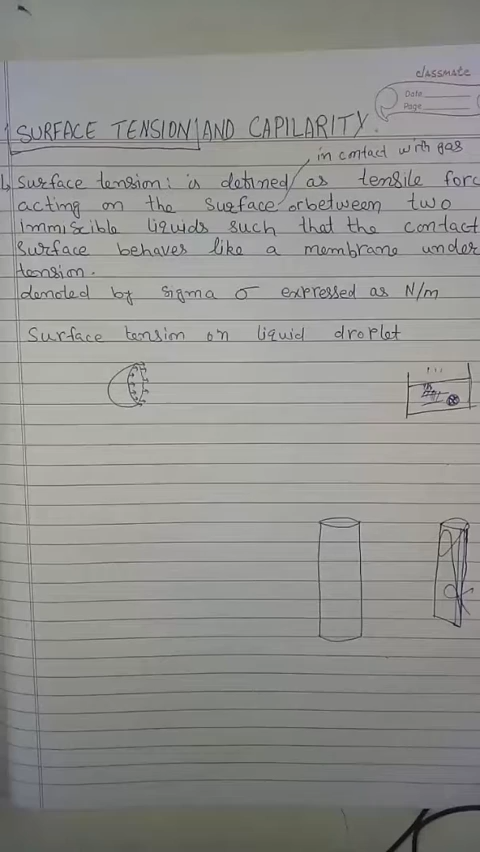 classmate
Date
Page
SURFACE TENSION AND CAPILARITY.
in contact with gas
Surface tension: is defined as tensile forc
acting on the surface or between two
immiscible liquids such that the contact
surface behaves like a membrane under
tension.
denoted by sigma σ expressed as N/m
Surface tension on liquid droplet